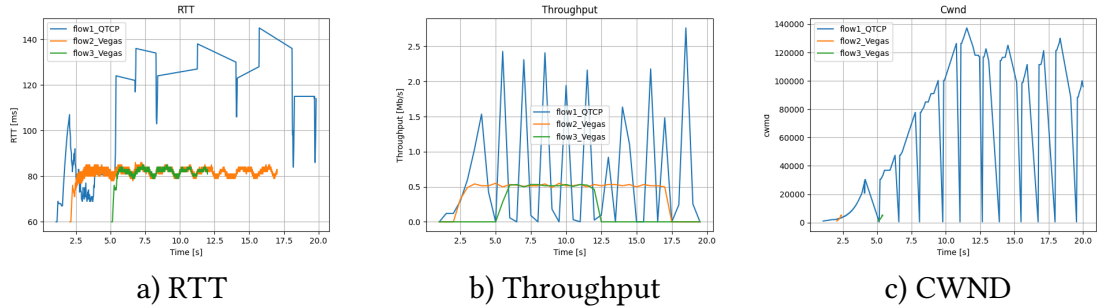 RTT
flow1_QTCP
flow2_Vegas
flow3_Vegas
RTT [ms]
140
120
100
80
60
2.5 5.0 7.5 10.0 12.5 15.0 17.5 20.0
Time [s]
a) RTT
Throughput
flow1_QTCP
flow2_Vegas
flow3_Vegas
Throughput [Mb/s]
2.5
2.0
1.5
1.0
0.5
0.0
2.5 5.0 7.5 10.0 12.5 15.0 17.5 20.0
Time [s]
b) Throughput
Cwnd
flow1_QTCP
flow2_Vegas
flow3_Vegas
cwmd
140000
120000
100000
80000
60000
40000
20000
0
2.5 5.0 7.5 10.0 12.5 15.0 17.5 20.0
Time [s]
c) CWND